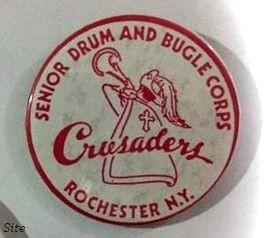 SENIOR DRUM AND BUGLE CORPS
Crusaders
ROCHESTER N.Y.
Site